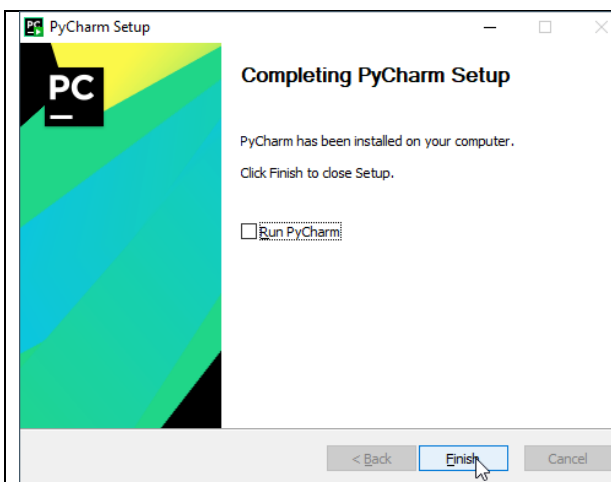 PC PyCharm Setup
PC
Completing PyCharm Setup
PyCharm has been installed on your computer.
Click Finish to close Setup.
Run PyCharm
< Back Finish Cancel